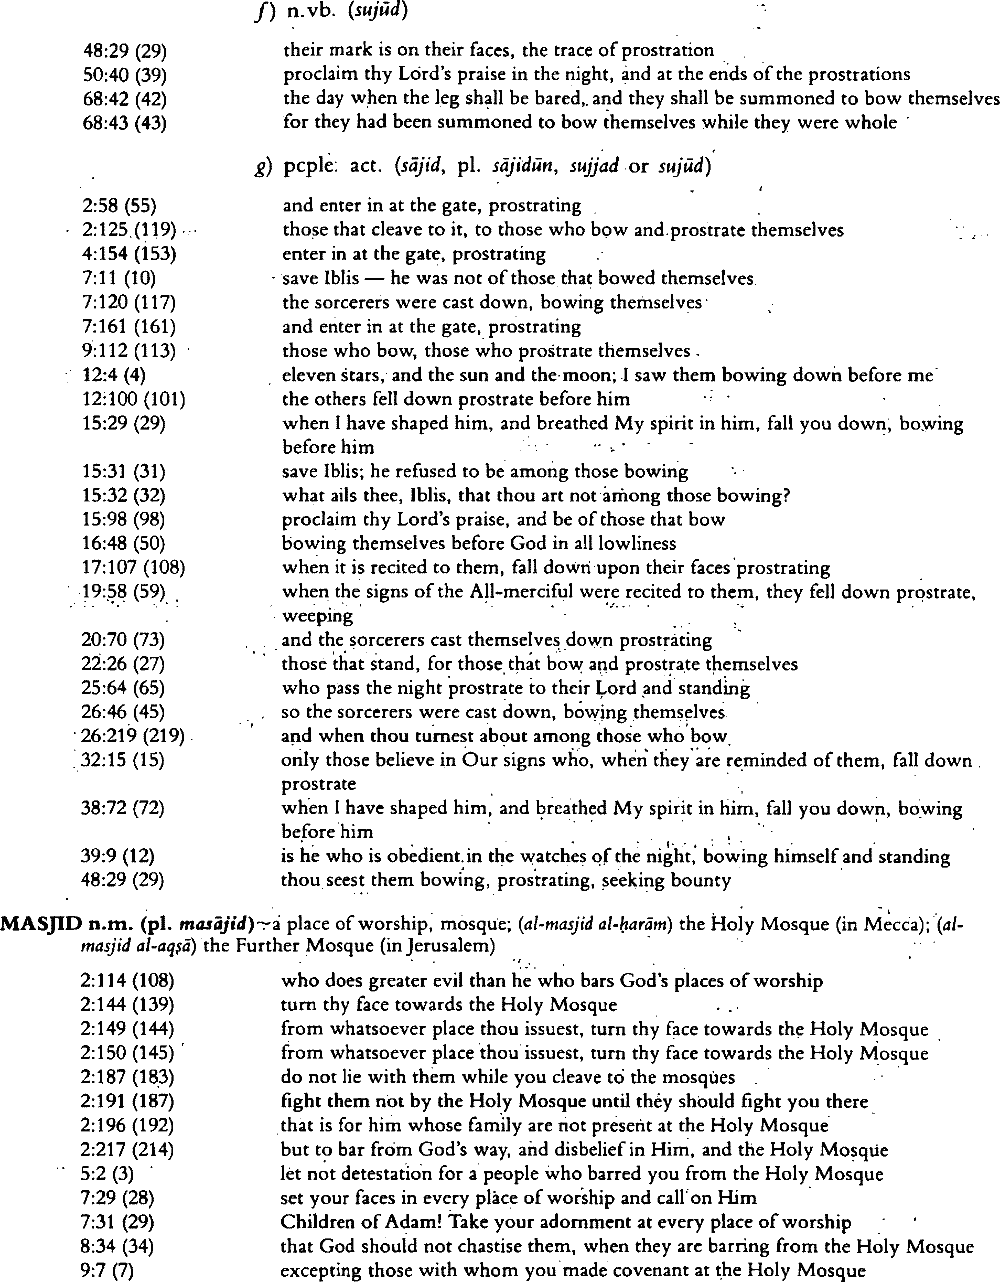 f) n.vb. (sujūd)
48:29 (29) their mark is on their faces, the trace of prostration
50:40 (39) proclaim thy Lord's praise in the night, and at the ends of the prostrations
68:42 (42) the day when the leg shall be bared, and they shall be summoned to bow themselves
68:43 (43) for they had been summoned to bow themselves while they were whole
g) pcple. act. (sājid, pl. sājidūn, sujjad or sujūd)
2:58 (55) and enter in at the gate, prostrating
2:125 (119) those that cleave to it, to those who bow and prostrate themselves
4:154 (153) enter in at the gate, prostrating
7:11 (10) save Iblis — he was not of those that bowed themselves
7:120 (117) the sorcerers were cast down, bowing themselves
7:161 (161) and enter in at the gate, prostrating
9:112 (113) those who bow, those who prostrate themselves
12:4 (4) eleven stars, and the sun and the moon; I saw them bowing down before me
12:100 (101) the others fell down prostrate before him
15:29 (29) when I have shaped him, and breathed My spirit in him, fall you down, bowing
before him
15:31 (31) save Iblis; he refused to be among those bowing
15:32 (32) what ails thee, Iblis, that thou art not among those bowing?
15:98 (98) proclaim thy Lord's praise, and be of those that bow
16:48 (50) bowing themselves before God in all lowliness
17:107 (108) when it is recited to them, fall down upon their faces prostrating
19:58 (59) when the signs of the All-merciful were recited to them, they fell down prostrate,
weeping
20:70 (73) and the sorcerers cast themselves down prostrating
22:26 (27) those that stand, for those that bow and prostrate themselves
25:64 (65) who pass the night prostrate to their Lord and standing
26:46 (45) so the sorcerers were cast down, bowing themselves
26:219 (219) and when thou turnest about among those who bow
32:15 (15) only those believe in Our signs who, when they are reminded of them, fall down
prostrate
38:72 (72) when I have shaped him, and breathed My spirit in him, fall you down, bowing
before him
39:9 (12) is he who is obedient in the watches of the night, bowing himself and standing
48:29 (29) thou seest them bowing, prostrating, seeking bounty
MASJID n.m. (pl. masājid)~a place of worship, mosque; (al-masjid al-ḥarām) the Holy Mosque (in Mecca); (al-
masjid al-aqṣā) the Further Mosque (in Jerusalem)
2:114 (108) who does greater evil than he who bars God's places of worship
2:144 (139) turn thy face towards the Holy Mosque
2:149 (144) from whatsoever place thou issuest, turn thy face towards the Holy Mosque
2:150 (145) from whatsoever place thou issuest, turn thy face towards the Holy Mosque
2:187 (183) do not lie with them while you cleave to the mosques
2:191 (187) fight them not by the Holy Mosque until they should fight you there
2:196 (192) that is for him whose family are not present at the Holy Mosque
2:217 (214) but to bar from God's way, and disbelief in Him, and the Holy Mosque
5:2 (3) let not detestation for a people who barred you from the Holy Mosque
7:29 (28) set your faces in every place of worship and call on Him
7:31 (29) Children of Adam! Take your adornment at every place of worship
8:34 (34) that God should not chastise them, when they are barring from the Holy Mosque
9:7 (7) excepting those with whom you made covenant at the Holy Mosque